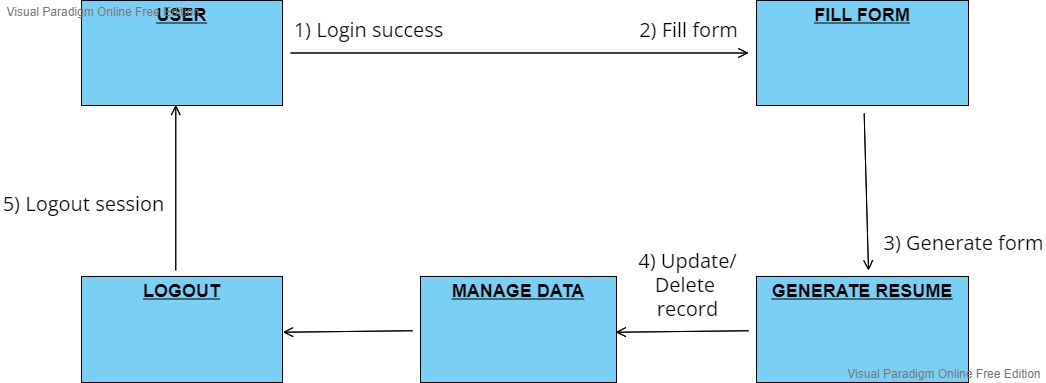 Visual Paradigm Online Free Edition
USER
FILL FORM
1) Login success
2) Fill form
5) Logout session
3) Generate form
4) Update/
Delete
record
LOGOUT
MANAGE DATA
GENERATE RESUME
Visual Paradigm Online Free Edition